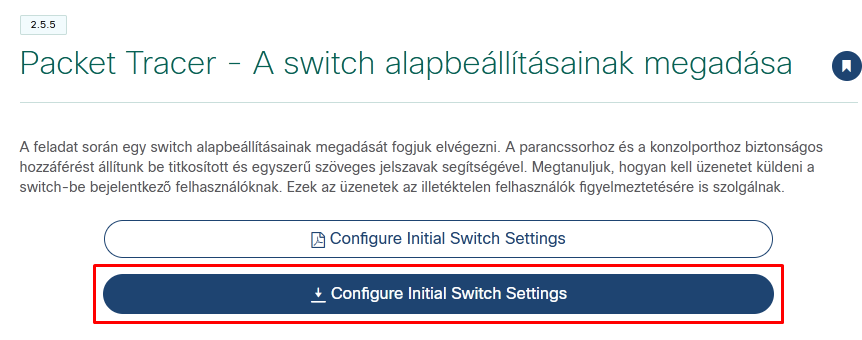 2.5.5
Packet Tracer - A switch alapbeállításainak megadása
A feladat során egy switch alapbeállításainak megadását fogjuk elvégezni. A parancssorhoz és a konzolporthoz biztonságos
hozzáférést állítunk be titkosított és egyszerű szöveges jelszavak segítségével. Megtanuljuk, hogyan kell üzenetet küldeni a
switch-be bejelentkező felhasználóknak. Ezek az üzenetek az illetéktelen felhasználók figyelmeztetésére is szolgálnak.
Configure Initial Switch Settings
Configure Initial Switch Settings